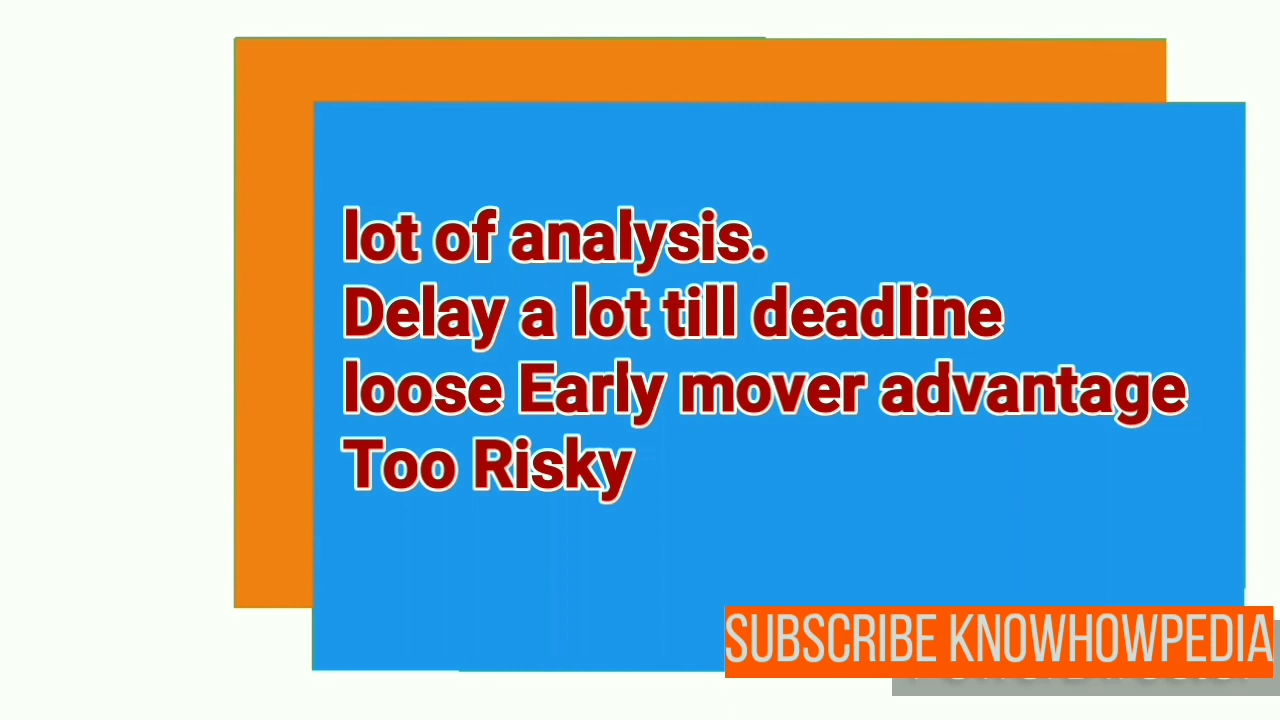 lot of analysis.
Delay a lot till deadline
loose Early mover advantage
Too Risky
SUBSCRIBE KNOWHOWPEDIA